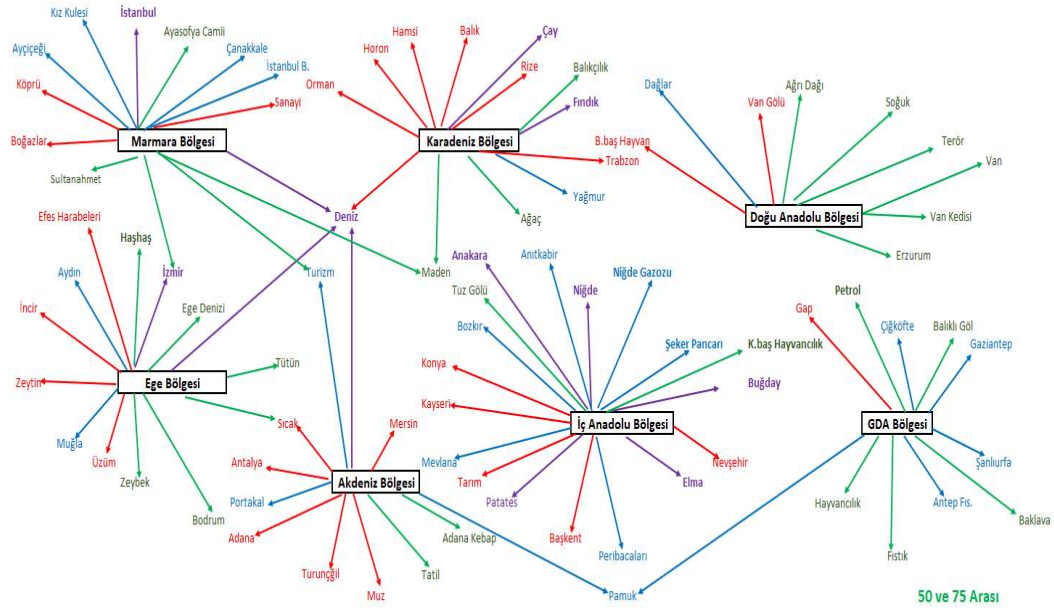 Kız Kulesi
İstanbul
Ayasofya Camii
Ayçiçeği
Çanakkale
İstanbul B.
Köprü
Sanayi
Boğazlar
Marmara Bölgesi
Sultanahmet
Hamsi
Balık
Çay
Horon
Rize
Balıkçılık
Orman
Fındık
Karadeniz Bölgesi
Trabzon
Yağmur
Ağaç
Deniz
Maden
Turizm
Dağlar
Van Gölü
Ağrı Dağı
Soğuk
B.baş Hayvan
Terör
Van
Doğu Anadolu Bölgesi
Van Kedisi
Erzurum
Efes Harabeleri
Haşhaş
Aydın
İzmir
İncir
Ege Denizi
Zeytin
Ege Bölgesi
Tütün
Muğla
Üzüm
Zeybek
Bodrum
Sıcak
Mersin
Antalya
Akdeniz Bölgesi
Portakal
Adana
Adana Kebap
Turunçğil
Muz
Tatil
Anakara
Anıtkabir
Niğde Gazozu
Tuz Gölü
Niğde
Bozkır
Şeker Pancarı
K.baş Hayvancılık
Konya
Buğday
Kayseri
İç Anadolu Bölgesi
Mevlana
Nevşehir
Tarım
Elma
Patates
Başkent
Peribacaları
Pamuk
Petrol
Gap
Çiğköfte
Balıklı Göl
Gaziantep
GDA Bölgesi
Şanlıurfa
Hayvancılık
Antep Fıs.
Baklava
Fıstık
50 ve 75 Arası